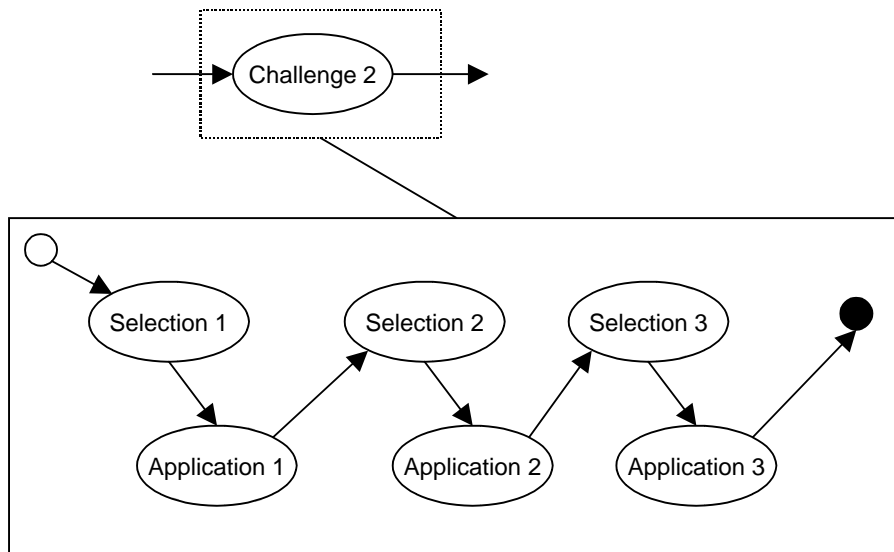 Challenge 2
Selection 1
Selection 2
Selection 3
Application 1
Application 2
Application 3